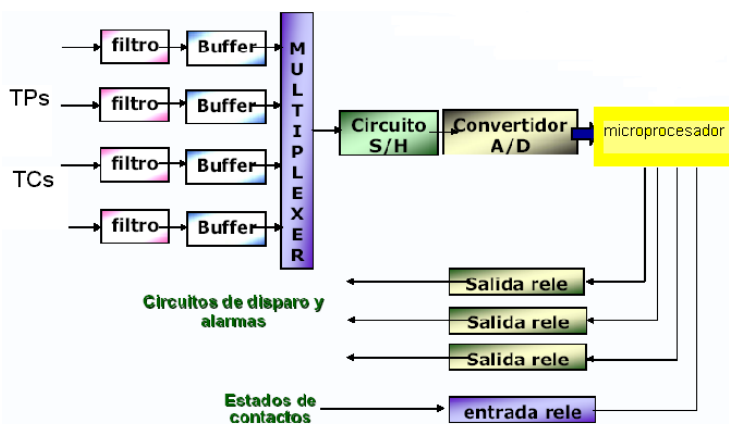 filtro
Buffer
TPs
filtro
Buffer
TCs
filtro
Buffer
filtro
Buffer
MULTIPLEXER
Circuito
S/H
Convertidor
A/D
microprocesador
Salida rele
Circuitos de disparo y
alarmas
Salida rele
Salida rele
Estados de
contactos
entrada rele